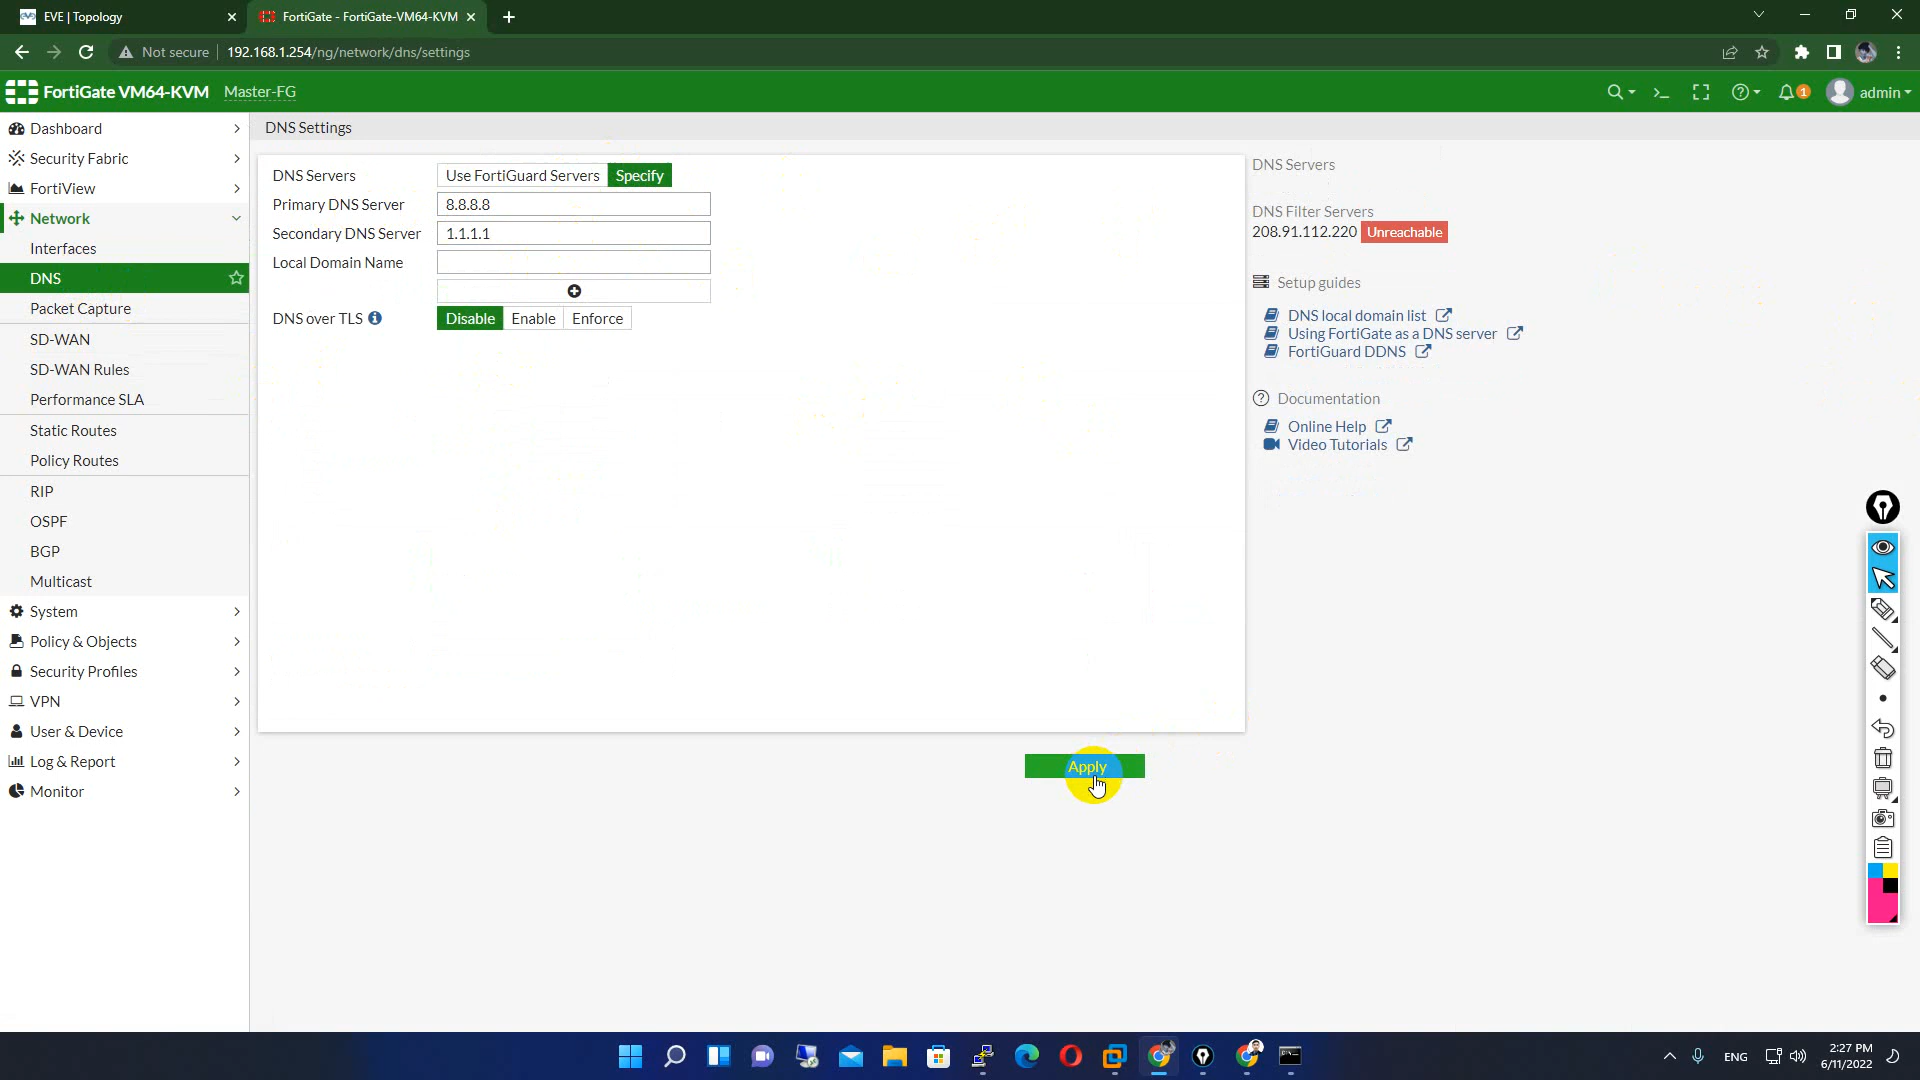 EVE | Topology
FortiGate - FortiGate-VM64-KVM
Not secure
192.168.1.254/ng/network/dns/settings
FortiGate VM64-KVM
Master-FG
1
admin
Dashboard
Security Fabric
FortiView
Network
Interfaces
DNS
Packet Capture
SD-WAN
SD-WAN Rules
Performance SLA
Static Routes
Policy Routes
RIP
OSPF
BGP
Multicast
System
Policy & Objects
Security Profiles
VPN
User & Device
Log & Report
Monitor
DNS Settings
DNS Servers
Use FortiGuard Servers
Specify
Primary DNS Server
8.8.8.8
Secondary DNS Server
1.1.1.1
Local Domain Name
DNS over TLS
Disable
Enable
Enforce
Apply
DNS Servers
DNS Filter Servers
208.91.112.220 Unreachable
Setup guides
DNS local domain list
Using FortiGate as a DNS server
FortiGuard DDNS
Documentation
Online Help
Video Tutorials
ENG
2:27 PM
6/11/2022